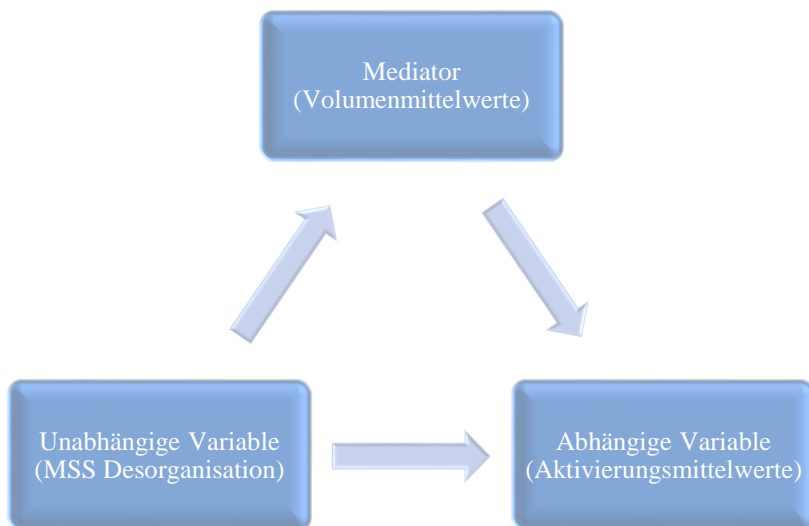 Mediator
(Volumenmittelwerte)
Unabhängige Variable
(MSS Desorganisation)
Abhängige Variable
(Aktivierungsmittelwerte)